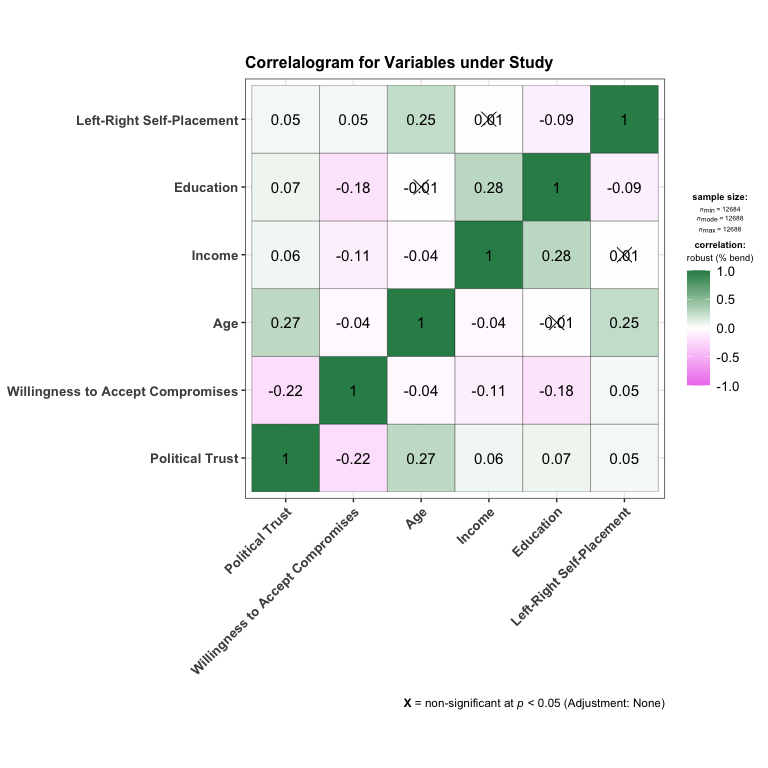 Correlalogram for Variables under Study
Left-Right Self-Placement 0.05 0.05 0.25 0.01 -0.09 1
Education 0.07 -0.18 -0.01 0.28 1 -0.09
Income 0.06 -0.11 -0.04 1 0.28 0.01
Age 0.27 -0.04 1 -0.04 -0.01 0.25
Willingness to Accept Compromises -0.22 1 -0.04 -0.11 -0.18 0.05
Political Trust 1 -0.22 0.27 0.06 0.07 0.05
Political Trust
Willingness to Accept Compromises
Age
Income
Education
Left-Right Self-Placement
sample size:
nmin = 12684
nmode = 12688
nmax = 12688
correlation:
robust (% bend)
1.0
0.5
0.0
-0.5
-1.0
X = non-significant at p < 0.05 (Adjustment: None)